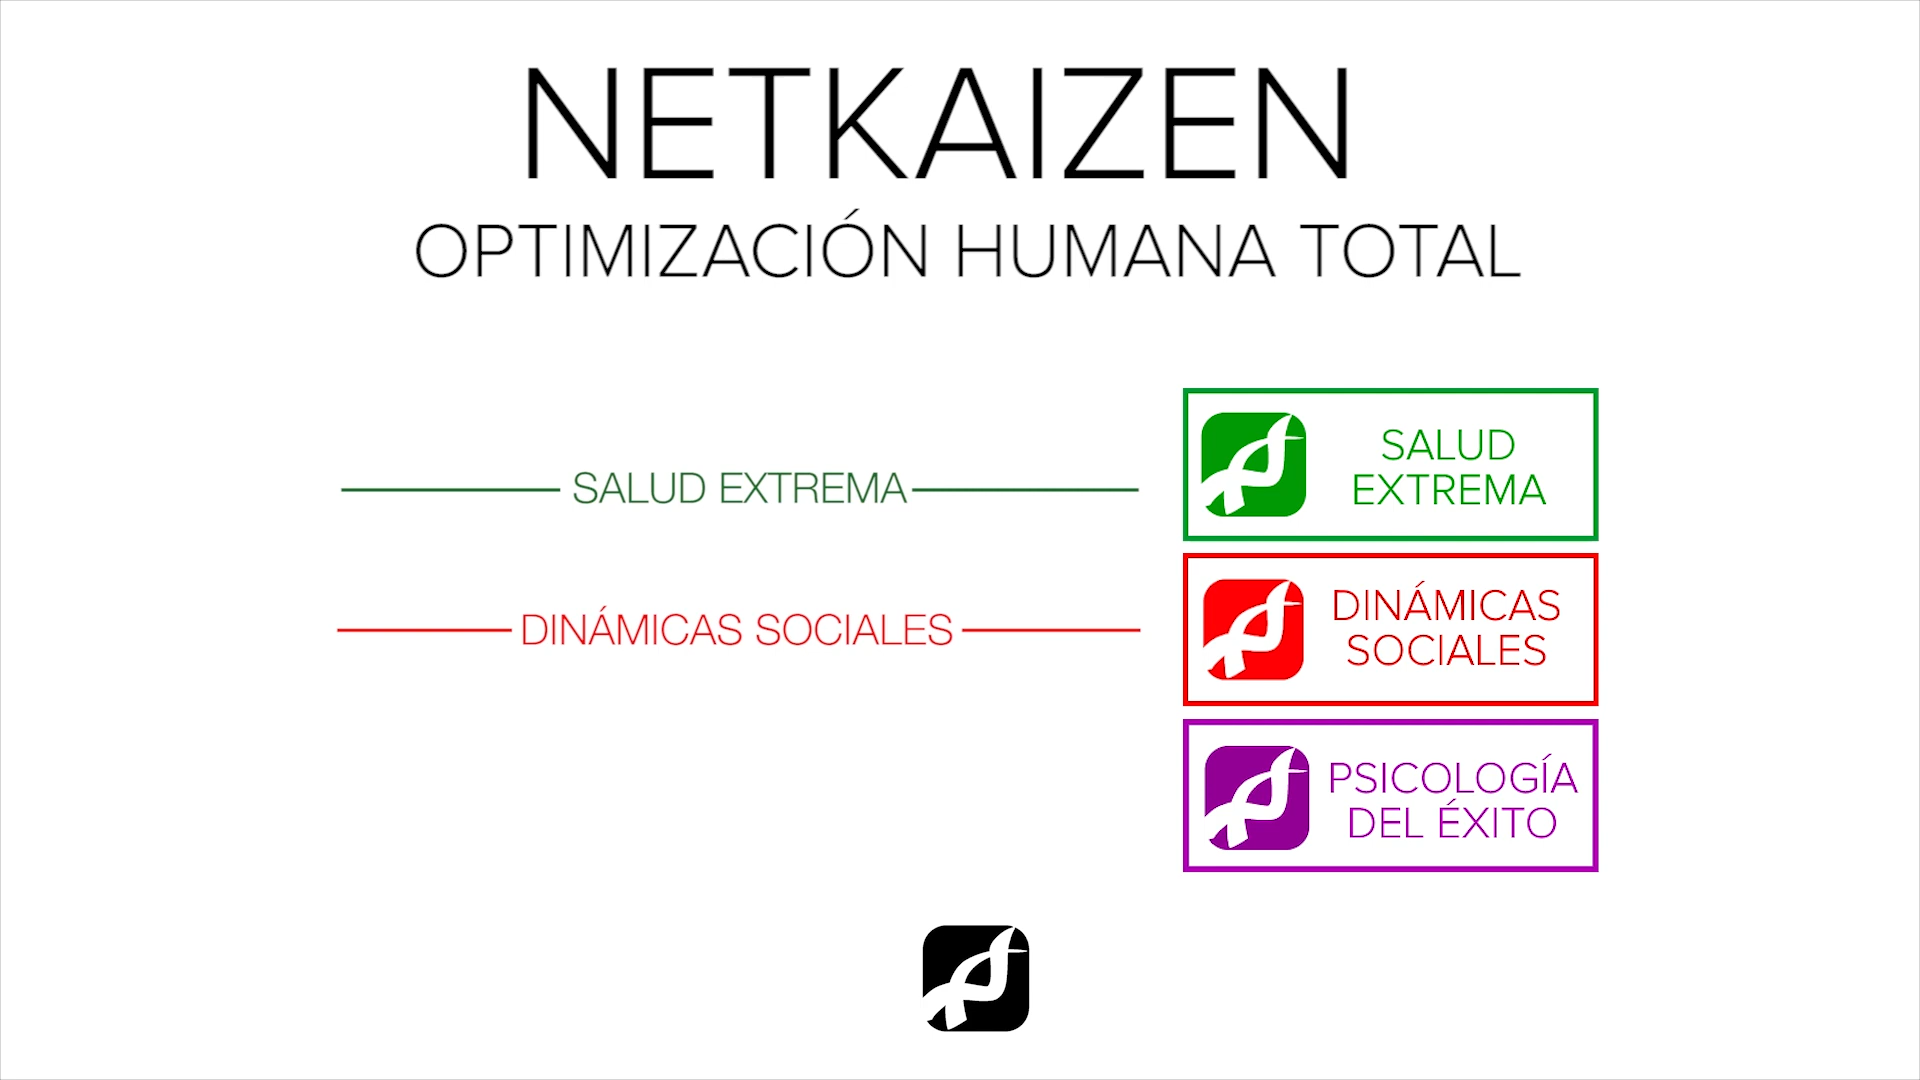 NETKAIZEN
OPTIMIZACIÓN HUMANA TOTAL
SALUD EXTREMA
SALUD
EXTREMA
DINÁMICAS SOCIALES
DINÁMICAS
SOCIALES
PSICOLOGÍA
DEL ÉXITO